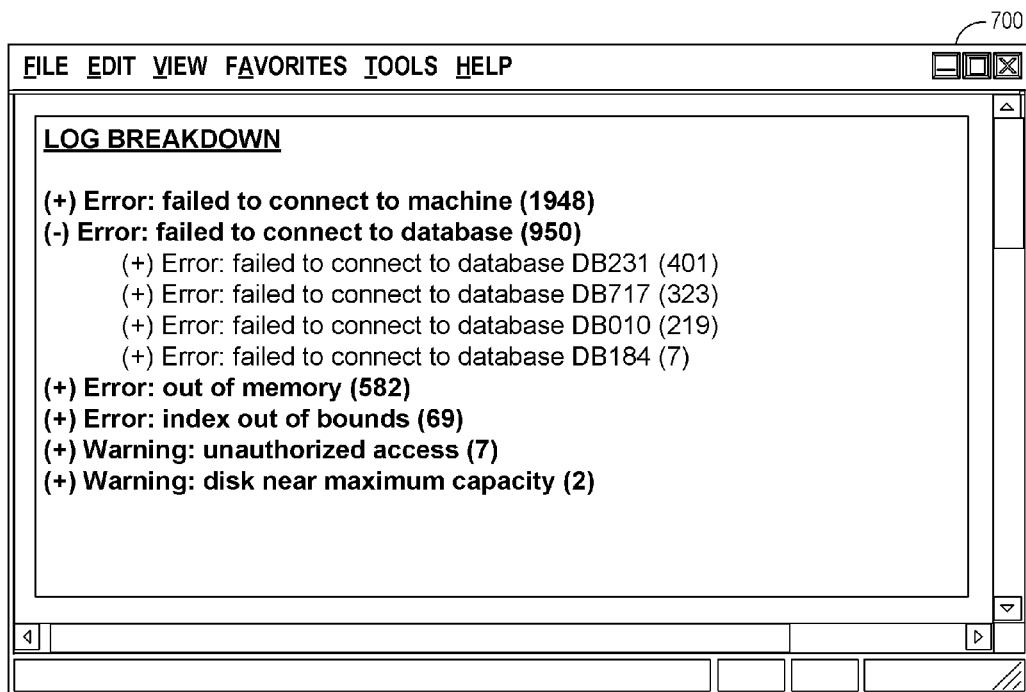 700
FILE EDIT VIEW FAVORITES TOOLS HELP
LOG BREAKDOWN
(+) Error: failed to connect to machine (1948)
(-) Error: failed to connect to database (950)
(+) Error: failed to connect to database DB231 (401)
(+) Error: failed to connect to database DB717 (323)
(+) Error: failed to connect to database DB010 (219)
(+) Error: failed to connect to database DB184 (7)
(+) Error: out of memory (582)
(+) Error: index out of bounds (69)
(+) Warning: unauthorized access (7)
(+) Warning: disk near maximum capacity (2)